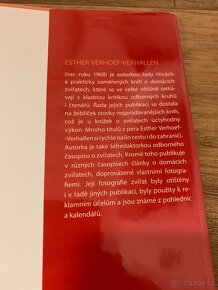 ESTHER VERHOEF-VERHALLEN
(nar. roku 1968) je autorkou řady čtivých
a prakticky zaměřených knih o domácích
zvířatech, které se ve velké většině setká-
vají s kladnou kritikou odborných kruhů
i čtenářů. Řada jejích publikací se dostala
na žebříček stovky nejprodávanějších knih,
což je u knížek o zvířatech úctyhodný
výkon. Mnoho titulů z pera Esther Verhoef-
-Verhallen si rychle našlo cestu i do zahraničí.
Autorka je také šéfredaktorkou odborného
časopisu o zvířatech. Kromě toho publikuje
v různých časopisech články o domácích
zvířatech, doprovázené vlastními fotogra-
fiemi. Její fotografie zvířat byly otištěny
i v řadě jiných publikací, byly použity k re-
klamním účelům a jsou známé z pohlednic
a kalendářů.
bazoš.cz